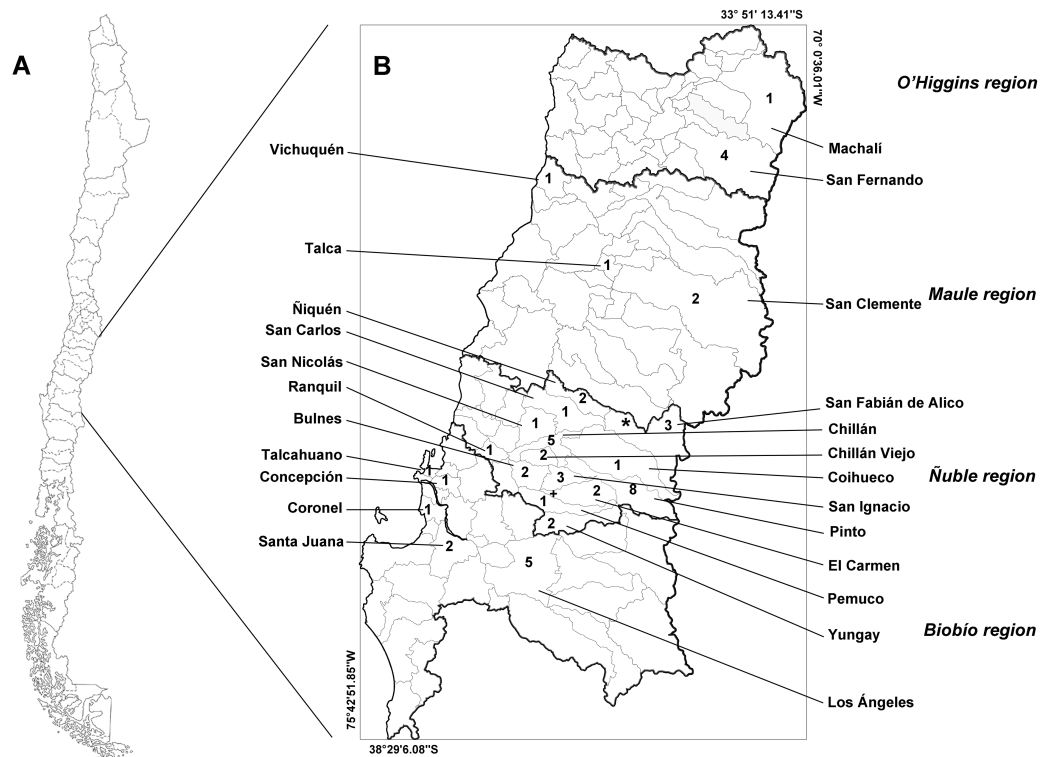 A
B
33° 51' 13.41"S
70° 0'36.01"W
O'Higgins region
1
Machalí
4
San Fernando
Vichuquén
1
Talca
1
2
San Clemente
Maule region
Ñiquén
San Carlos
San Nicolás
Ranquil
Bulnes
Talcahuano
Concepción
Coronel
Santa Juana
2
1
1
*
3
5
2
1
1
2
3
1
8
2
1
+
1
1
2
2
5
San Fabián de Alico
Chillán
Chillán Viejo
Coihueco
Ñuble region
San Ignacio
Pinto
El Carmen
Pemuco
Yungay
Biobío region
Los Ángeles
75°42'51.85"W
38°29'6.08"S